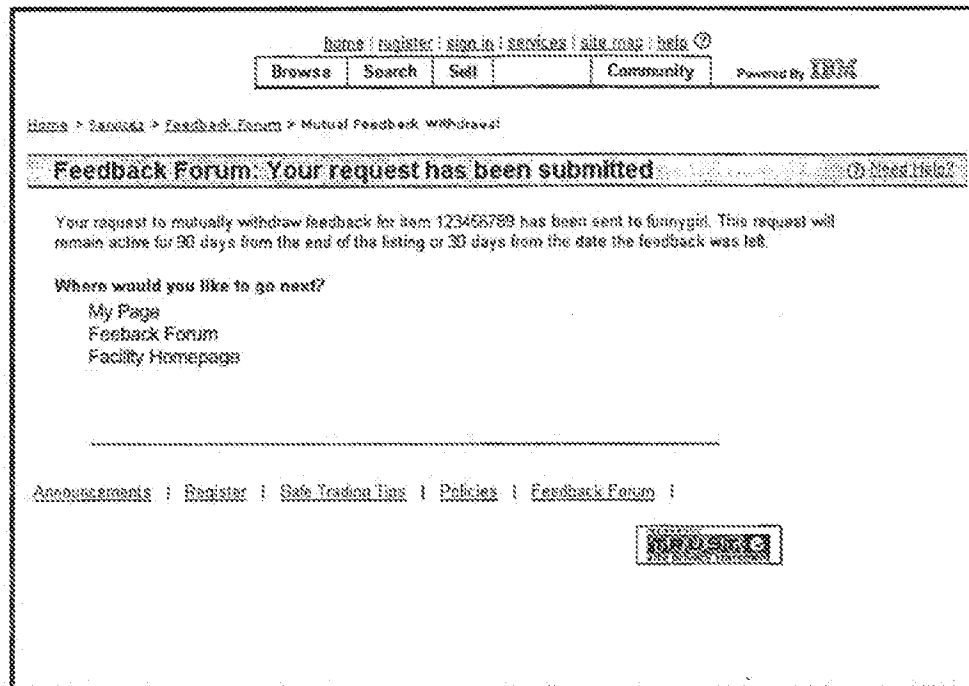 home | register | sign in | services | site map | help ?
Browse Search Sell Community Powered By IBM
Home > Services > Feedback Forum > Mutual Feedback Withdrawal
Feedback Forum: Your request has been submitted ? Need Help?
Your request to mutually withdraw feedback for item 123456789 has been sent to funnygirl. This request will
remain active for 90 days from the end of the listing or 30 days from the date the feedback was left.
Where would you like to go next?
My Page
Feeback Forum
Facility Homepage
Announcements | Register | Safe Trading Tips | Policies | Feedback Forum |